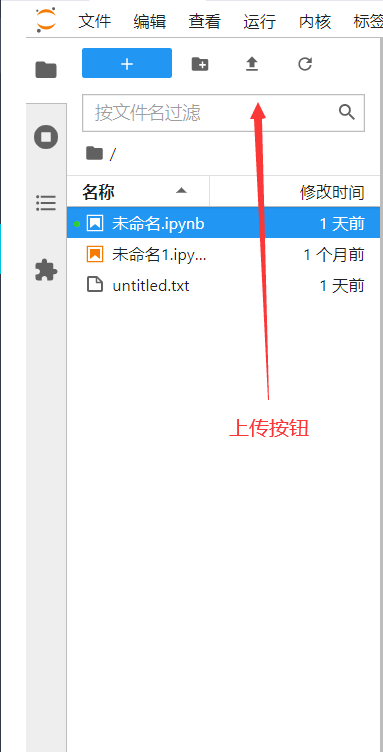 文件 编辑 查看 运行 内核 标签
按文件名过滤
/
名称 修改时间
未命名.ipynb 1 天前
未命名1.ipy... 1 个月前
untitled.txt 1 天前
上传按钮